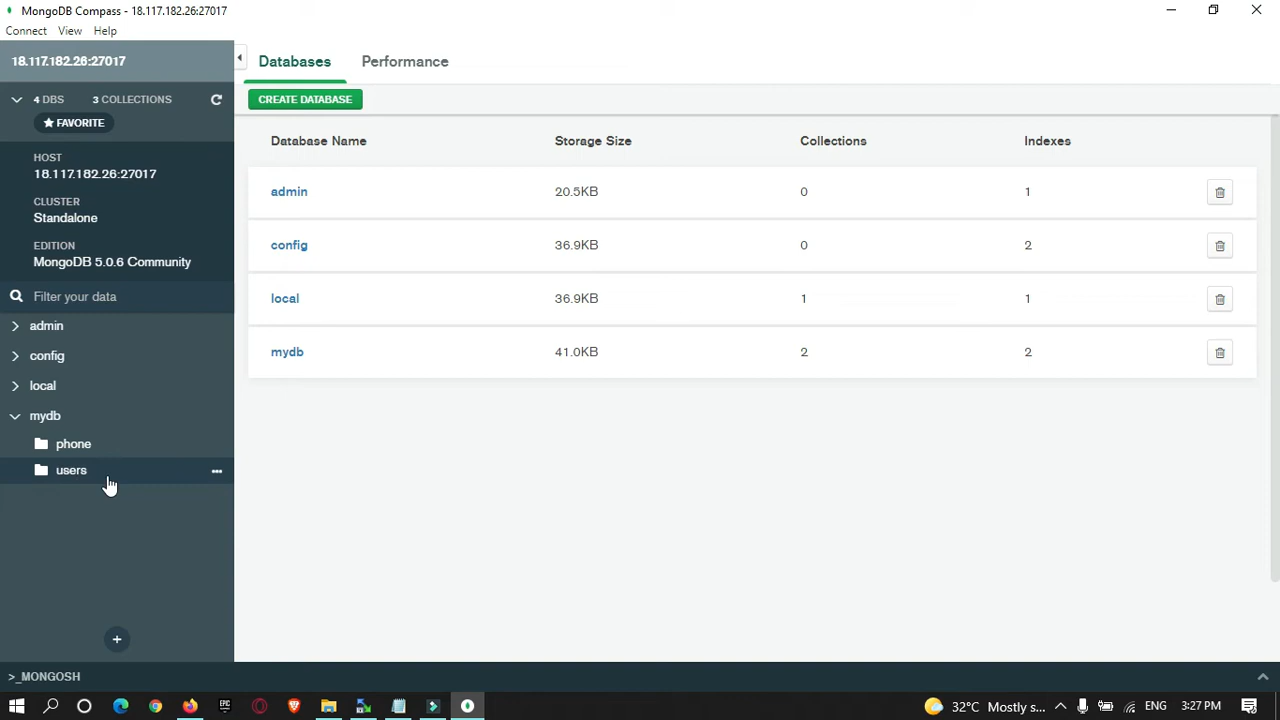 MongoDB Compass - 18.117.182.26:27017
Connect View Help
18.117.182.26:27017
4 DBS 3 COLLECTIONS
★ FAVORITE
HOST
18.117.182.26:27017
CLUSTER
Standalone
EDITION
MongoDB 5.0.6 Community
Filter your data
admin
config
local
mydb
phone
users
Databases Performance
CREATE DATABASE
Database Name Storage Size Collections Indexes
admin 20.5KB 0 1
config 36.9KB 0 2
local 36.9KB 1 1
mydb 41.0KB 2 2
>_MONGOSH
EPIC
32°C Mostly s... ENG 3:27 PM